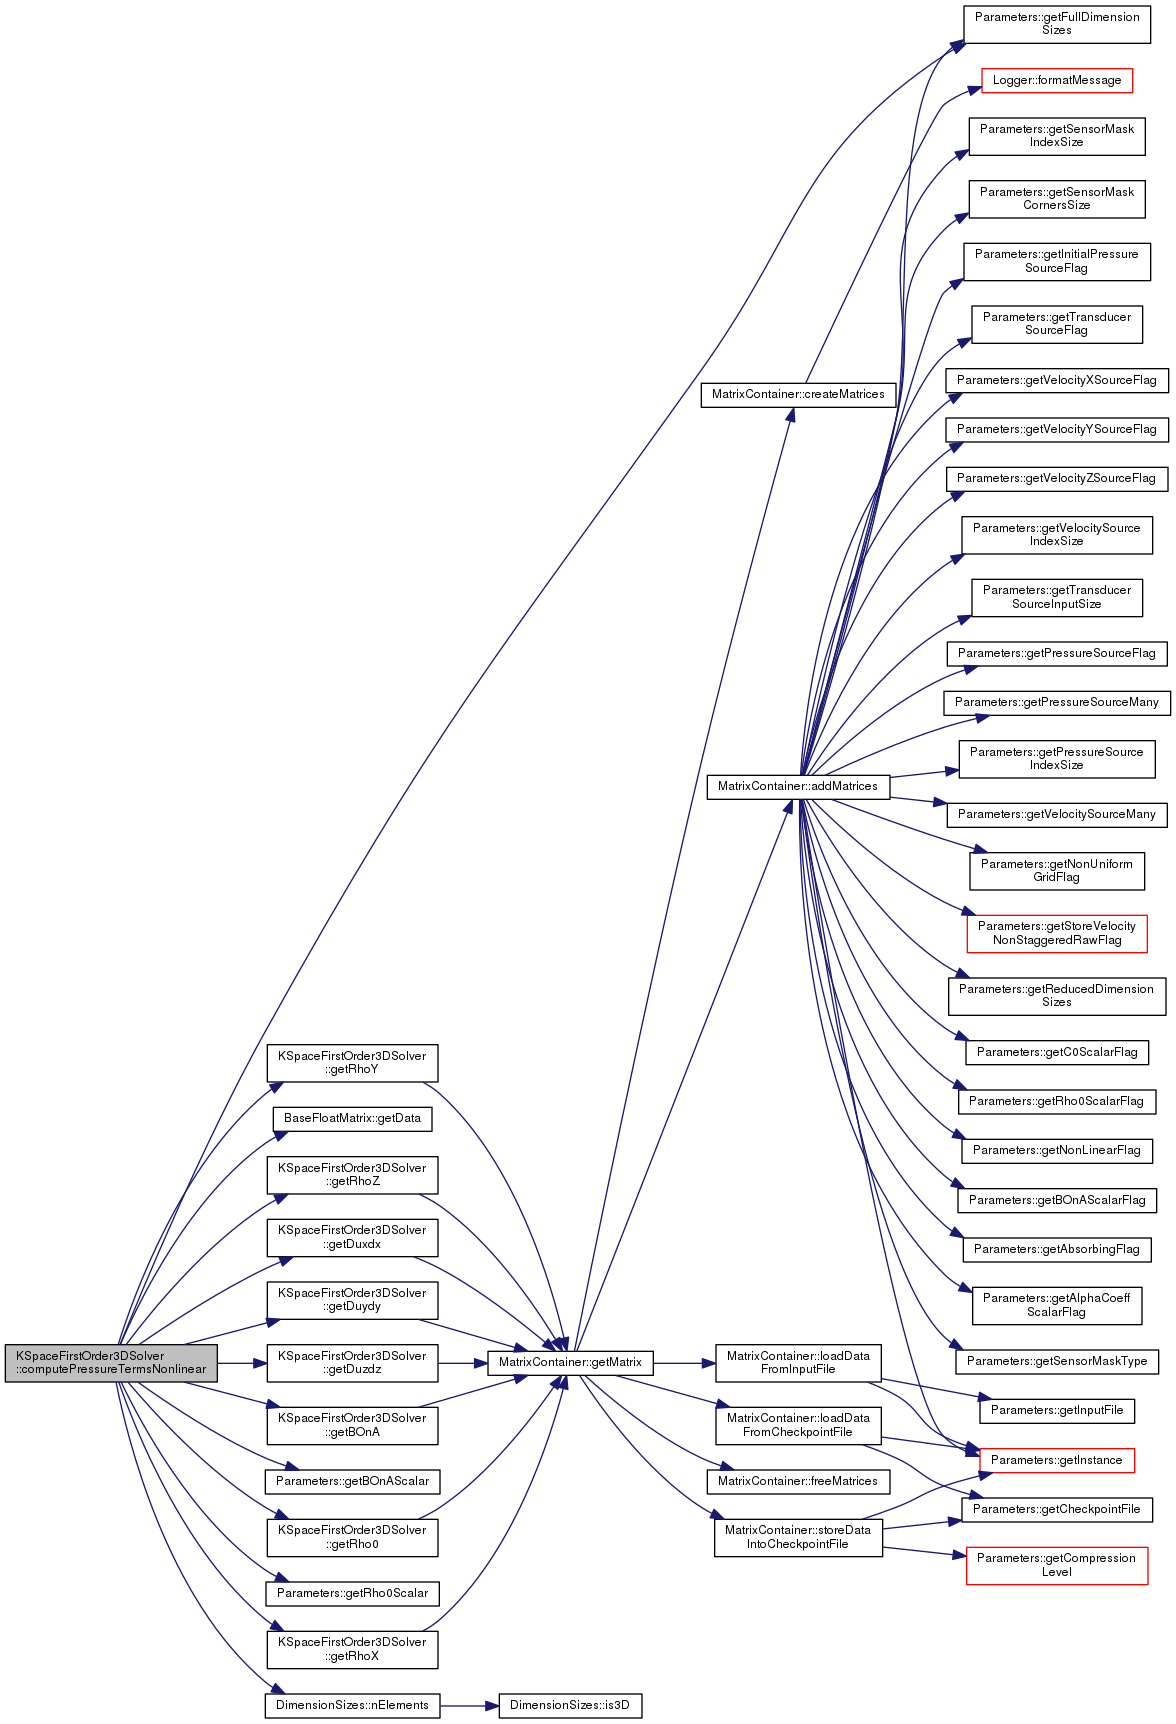 Parameters::getFullDimension
Sizes
Logger::formatMessage
Parameters::getSensorMask
IndexSize
Parameters::getSensorMask
CornersSize
Parameters::getInitialPressure
SourceFlag
Parameters::getTransducer
SourceFlag
Parameters::getVelocityXSourceFlag
MatrixContainer::createMatrices
Parameters::getVelocityYSourceFlag
Parameters::getVelocityZSourceFlag
Parameters::getVelocitySource
IndexSize
Parameters::getTransducer
SourceInputSize
Parameters::getPressureSourceFlag
Parameters::getPressureSourceMany
Parameters::getPressureSource
IndexSize
MatrixContainer::addMatrices
Parameters::getVelocitySourceMany
Parameters::getNonUniform
GridFlag
Parameters::getStoreVelocity
NonStaggeredRawFlag
Parameters::getReducedDimension
Sizes
Parameters::getC0ScalarFlag
KSpaceFirstOrder3DSolver
::getRhoY
Parameters::getRho0ScalarFlag
BaseFloatMatrix::getData
Parameters::getNonLinearFlag
KSpaceFirstOrder3DSolver
::getRhoZ
Parameters::getBOnAScalarFlag
KSpaceFirstOrder3DSolver
::getDuxdx
Parameters::getAbsorbingFlag
KSpaceFirstOrder3DSolver
::getDuydy
Parameters::getAlphaCoeff
ScalarFlag
KSpaceFirstOrder3DSolver
::computePressureTermsNonlinear
KSpaceFirstOrder3DSolver
::getDuzdz
MatrixContainer::getMatrix
MatrixContainer::loadData
FromInputFile
Parameters::getSensorMaskType
KSpaceFirstOrder3DSolver
::getBOnA
MatrixContainer::loadData
FromCheckpointFile
Parameters::getInputFile
Parameters::getBOnAScalar
MatrixContainer::freeMatrices
Parameters::getInstance
KSpaceFirstOrder3DSolver
::getRho0
MatrixContainer::storeData
IntoCheckpointFile
Parameters::getCheckpointFile
Parameters::getCompression
Level
Parameters::getRho0Scalar
KSpaceFirstOrder3DSolver
::getRhoX
DimensionSizes::nElements
DimensionSizes::is3D